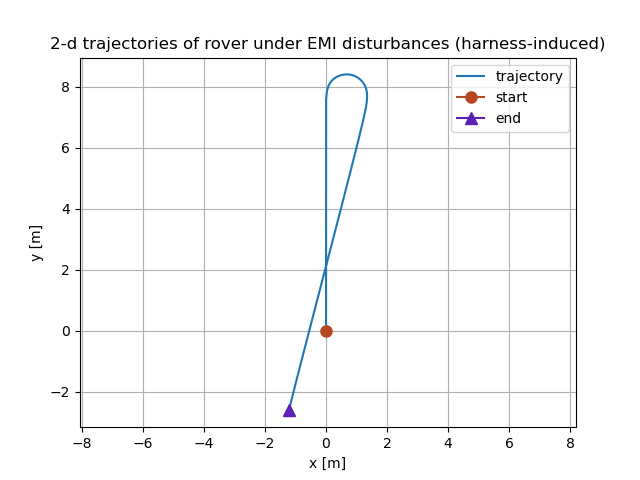 2-d trajectories of rover under EMI disturbances (harness-induced)
trajectory
start
end
8
6
4
2
0
−2
y [m]
−8 −6 −4 −2 0 2 4 6 8
x [m]